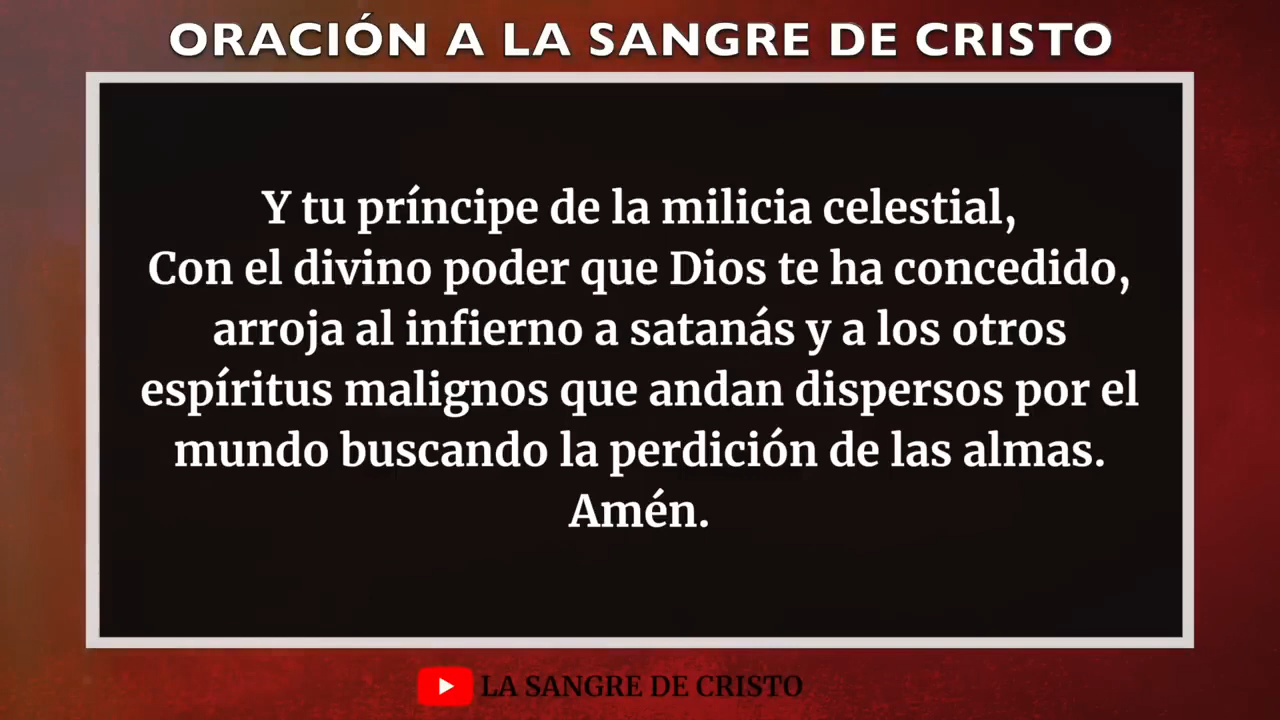 ORACIÓN A LA SANGRE DE CRISTO
Y tu príncipe de la milicia celestial,
Con el divino poder que Dios te ha concedido,
arroja al infierno a satanás y a los otros
espíritus malignos que andan dispersos por el
mundo buscando la perdición de las almas.
Amén.
LA SANGRE DE CRISTO